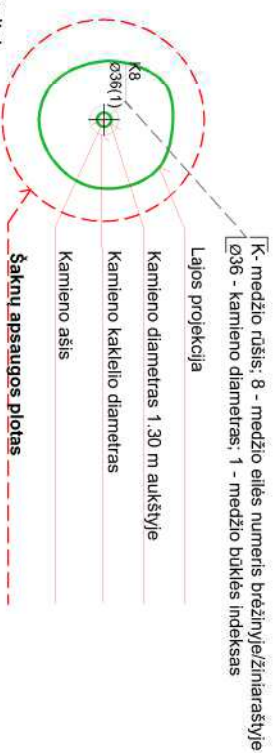 K- medžio rūšis; 8 - medžio eilės numeris brėžinyje/žiniaraštyje
ø36 - kamieno diametras; 1 - medžio būklės indeksas
K8
ø36(1)
Lajos projekcija
Kamieno diametras 1.30 m aukštyje
Kamieno kaklelio diametras
Kamieno ašis
Šaknų apsaugos plotas